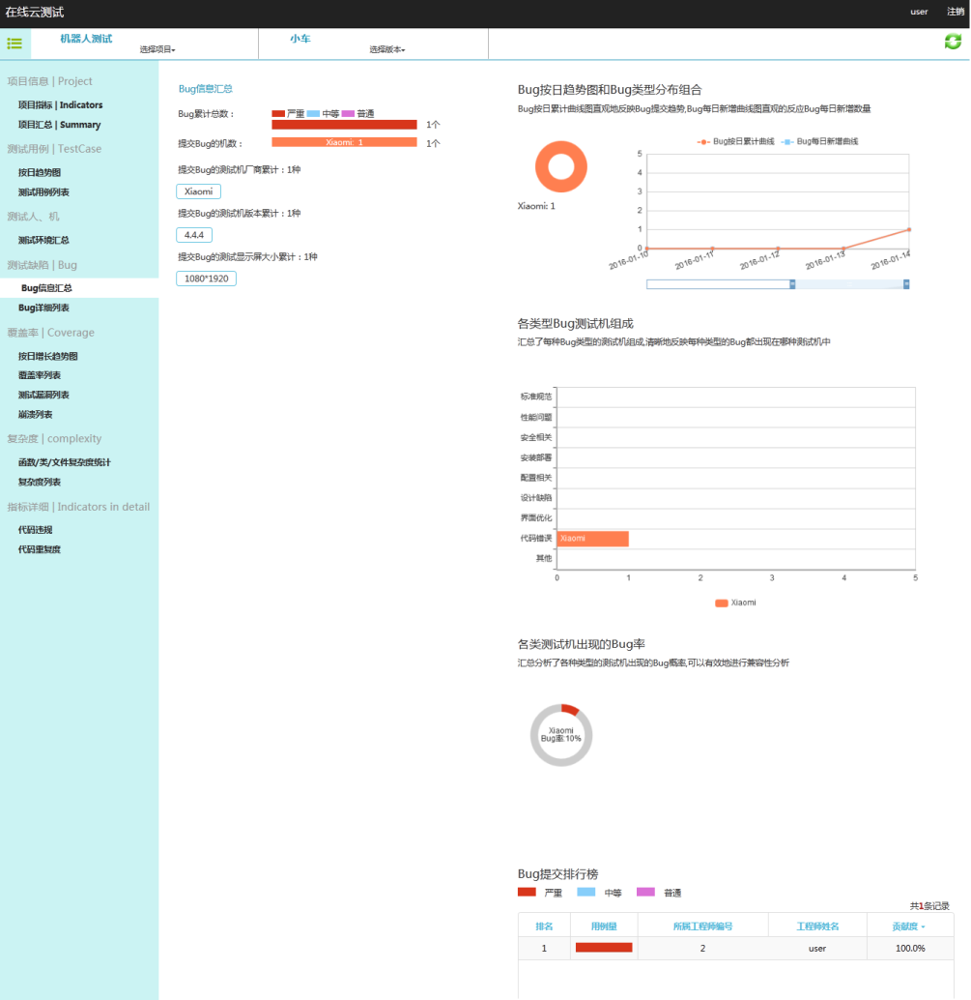 在线云测试
user 注销
机器人测试
选择项目
小车
选择版本
项目信息 | Project
项目指标 | Indicators
项目汇总 | Summary
测试用例 | TestCase
按日趋势图
测试用例列表
测试人、机
测试环境汇总
测试缺陷 | Bug
Bug信息汇总
Bug详细列表
覆盖率 | Coverage
按日增长趋势图
覆盖率列表
测试漏洞列表
崩溃列表
复杂度 | complexity
函数/类/文件复杂度统计
复杂度列表
指标详细 | Indicators in detail
代码违规
代码重复度
Bug信息汇总
Bug累计总数： 严重 中等 普通
1个
提交Bug的机数： Xiaomi: 1 1个
提交Bug的测试机厂商累计：1种
Xiaomi
提交Bug的测试机版本累计：1种
4.4.4
提交Bug的测试显示屏大小累计：1种
1080*1920
Bug按日趋势图和Bug类型分布组合
Bug按日累计曲线图直观地反映Bug提交趋势,Bug每日新增曲线图直观的反应Bug每日新增数量
Xiaomi: 1
Bug按日累计曲线 Bug每日新增曲线
5
4
3
2
1
0
2016-01-10 2016-01-11 2016-01-12 2016-01-13 2016-01-14
各类型Bug测试机组成
汇总了每种Bug类型的测试机组成,清晰地反映每种类型的Bug都出现在哪种测试机中
标准规范
性能问题
安全相关
安装部署
配置相关
设计缺陷
界面优化
代码错误 Xiaomi
其他
0 1 2 3 4 5
Xiaomi
各类测试机出现的Bug率
汇总分析了各种类型的测试机出现的Bug概率,可以有效地进行兼容性分析
Xiaomi
Bug率:10%
Bug提交排行榜
严重 中等 普通
共1条记录
排名 用例量 所属工程师编号 工程师姓名 贡献度
1 2 user 100.0%